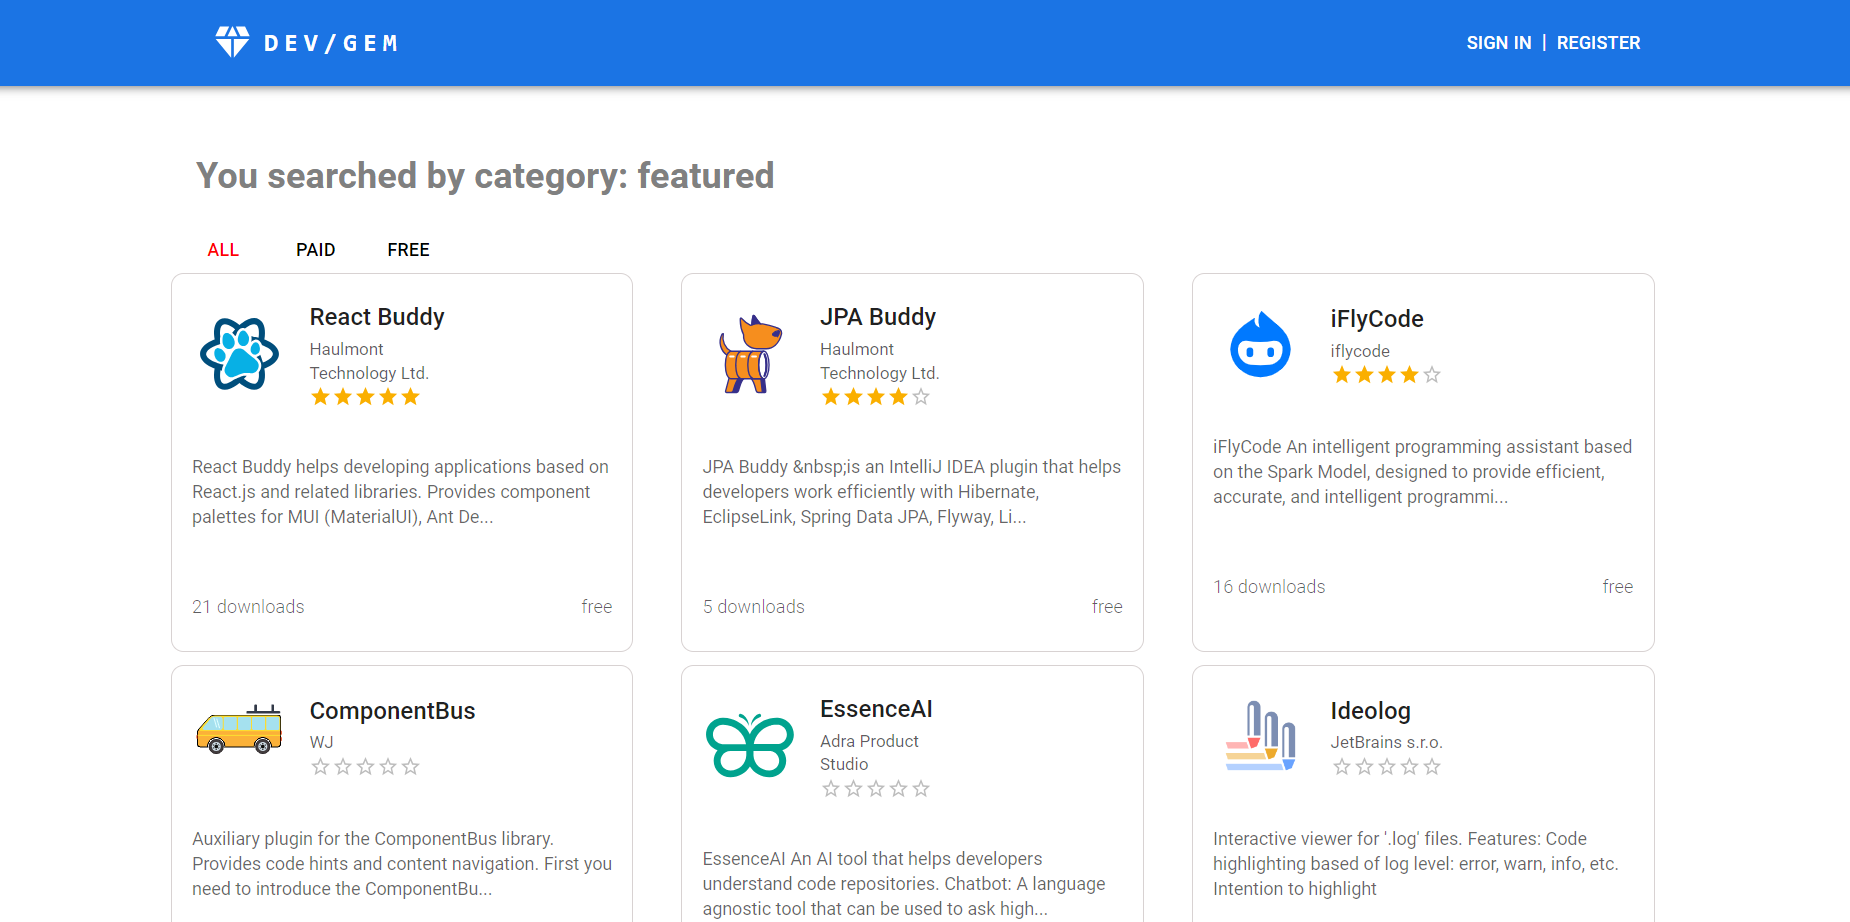 DEV/GEM
SIGN IN | REGISTER
You searched by category: featured
ALL PAID FREE
React Buddy
Haulmont
Technology Ltd.
React Buddy helps developing applications based on
React.js and related libraries. Provides component
palettes for MUI (MaterialUI), Ant De...
21 downloads free
JPA Buddy
Haulmont
Technology Ltd.
JPA Buddy &nbsp;is an IntelliJ IDEA plugin that helps
developers work efficiently with Hibernate,
EclipseLink, Spring Data JPA, Flyway, Li...
5 downloads free
iFlyCode
iflycode
iFlyCode An intelligent programming assistant based
on the Spark Model, designed to provide efficient,
accurate, and intelligent programmi...
16 downloads free
ComponentBus
WJ
Auxiliary plugin for the ComponentBus library.
Provides code hints and content navigation. First you
need to introduce the ComponentBu...
EssenceAI
Adra Product
Studio
EssenceAI An AI tool that helps developers
understand code repositories. Chatbot: A language
agnostic tool that can be used to ask high...
Ideolog
JetBrains s.r.o.
Interactive viewer for '.log' files. Features: Code
highlighting based of log level: error, warn, info, etc.
Intention to highlight